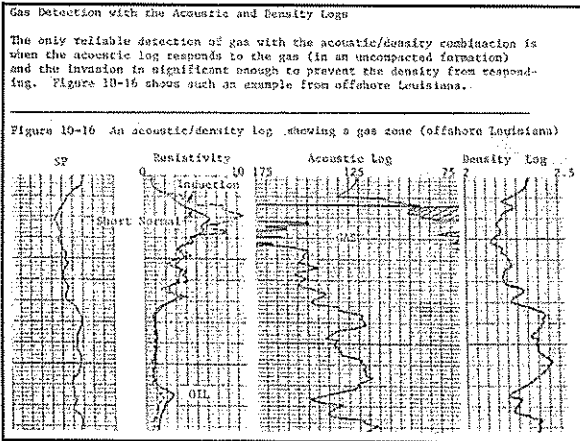 Gas Detection with the Acoustic and Density Logs
The only reliable detection of gas with the acoustic/density combination is
when the acoustic log responds to the gas (in an uncompacted formation)
and the invasion is significant enough to prevent the density from respond-
ing. Figure 10-16 shows such an example from offshore Louisiana.
Figure 10-16 An acoustic/density log showing a gas zone (offshore Louisiana)
SP Resistivity Acoustic Log Density Log
0 10 175 125 75 2 2.5
Induction
Short Normal
GAS
OIL